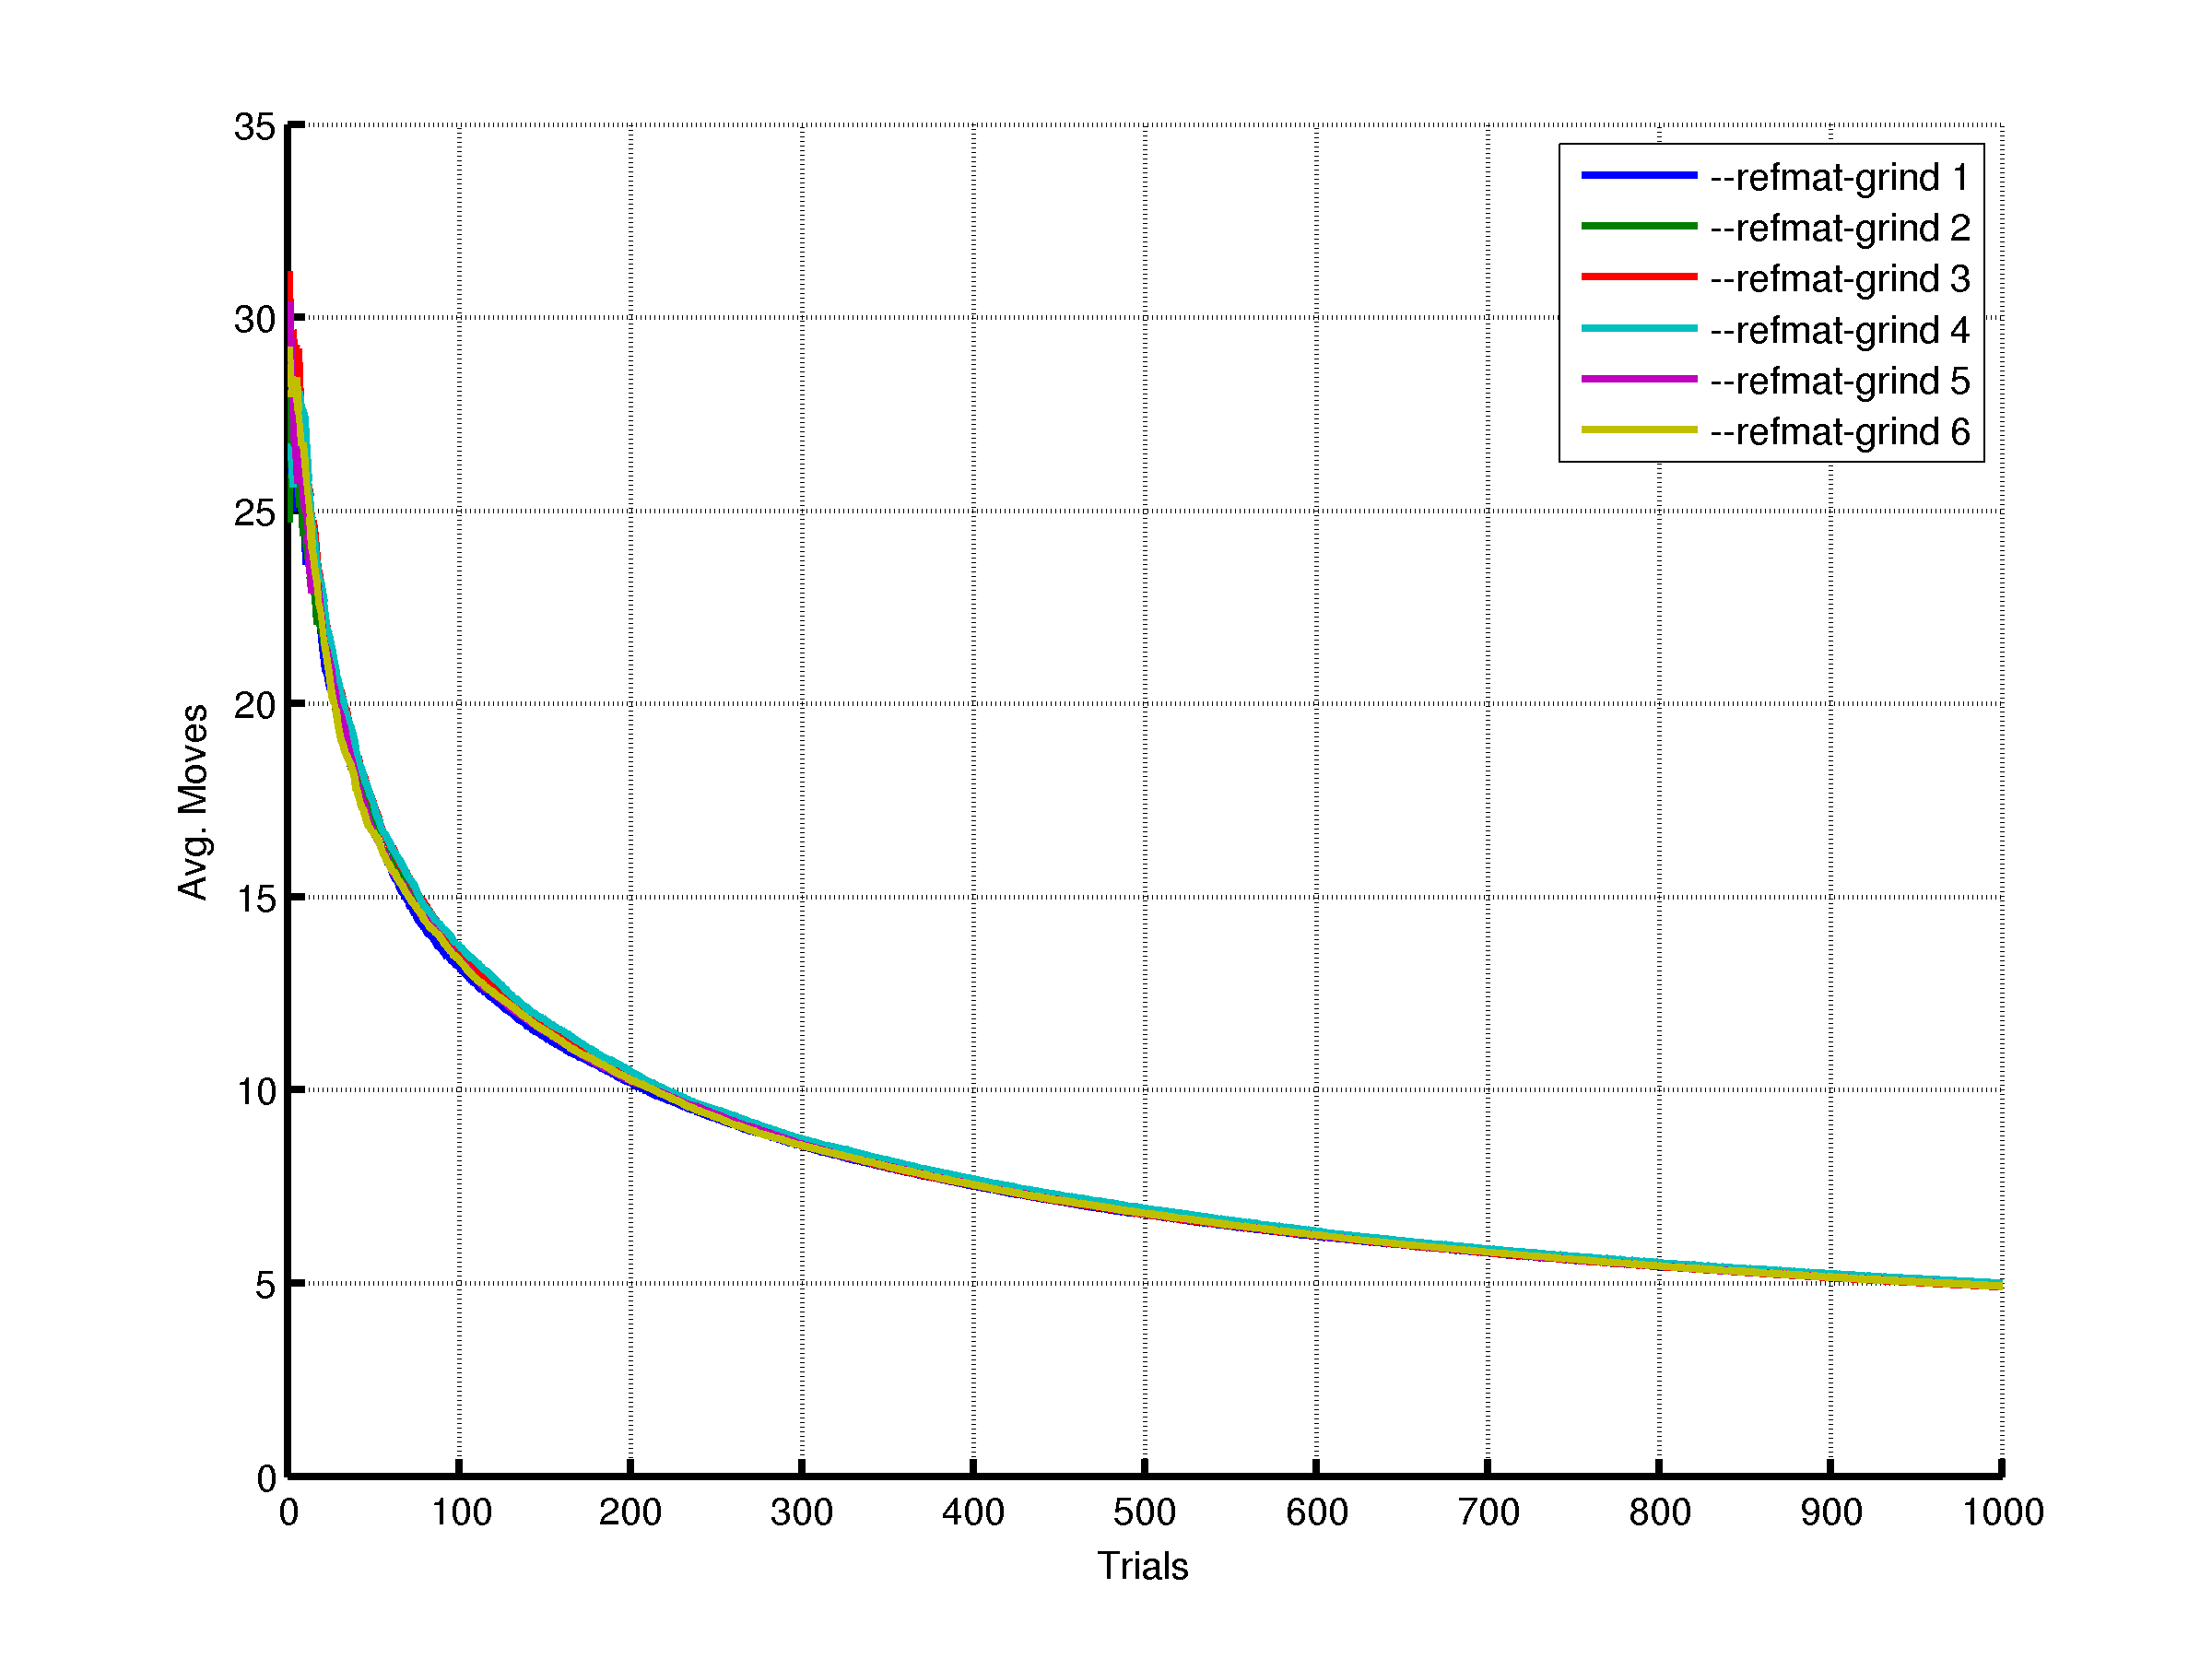 35
30
25
20
15
10
5
0
Avg. Moves
--refmat-grind 1
--refmat-grind 2
--refmat-grind 3
--refmat-grind 4
--refmat-grind 5
--refmat-grind 6
0 100 200 300 400 500 600 700 800 900 1000
Trials